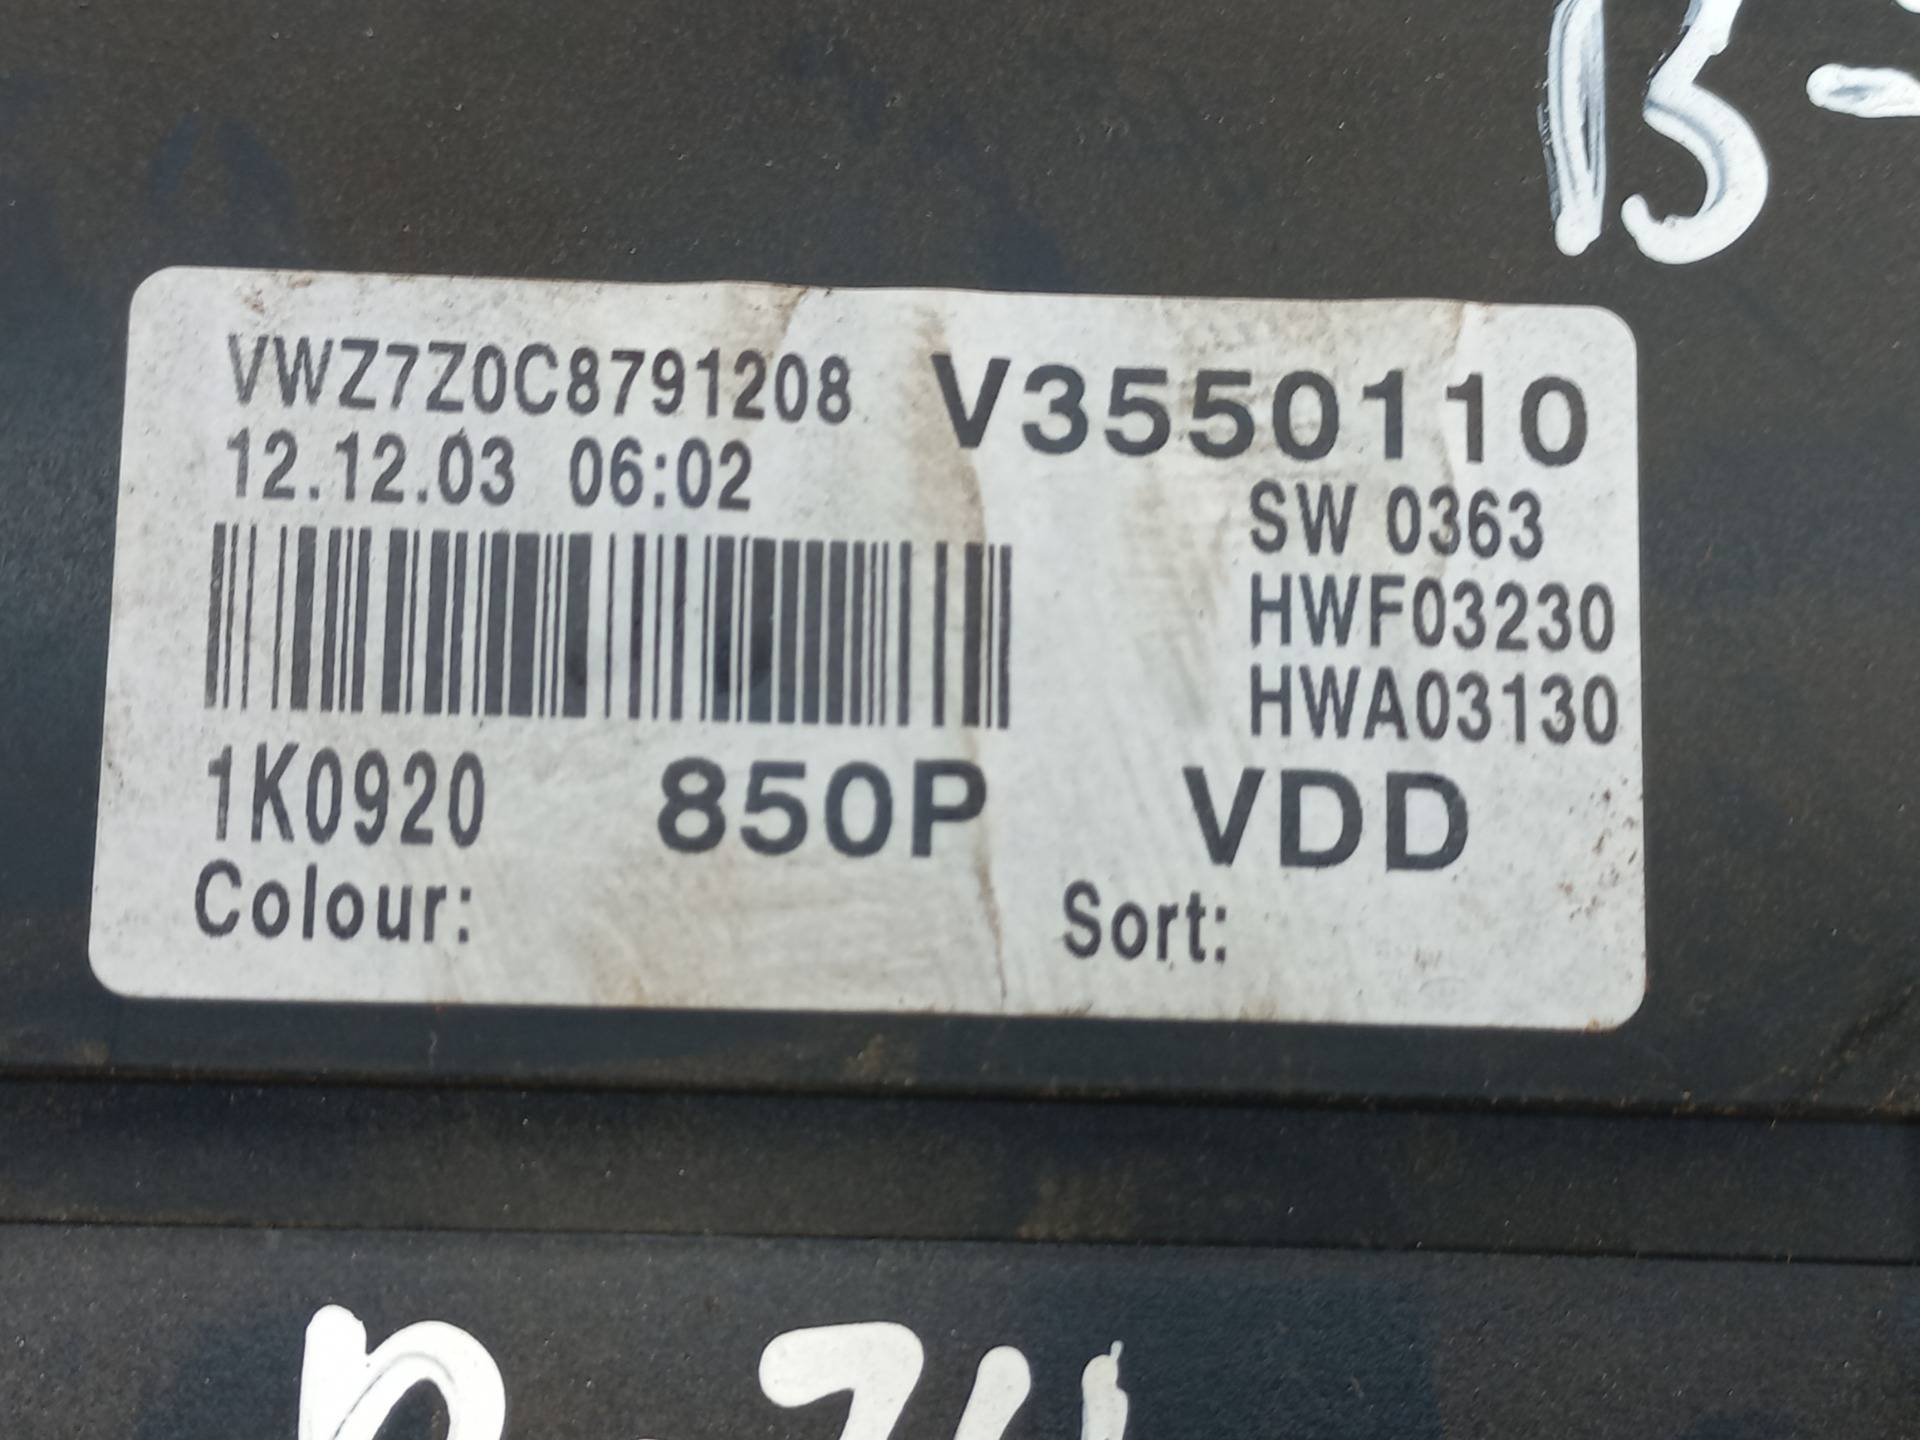 VWZ7Z0C8791208 V3550110
12.12.03 06:02
SW 0363
HWF03230
HWA03130
1K0920 850P VDD
Colour: Sort: